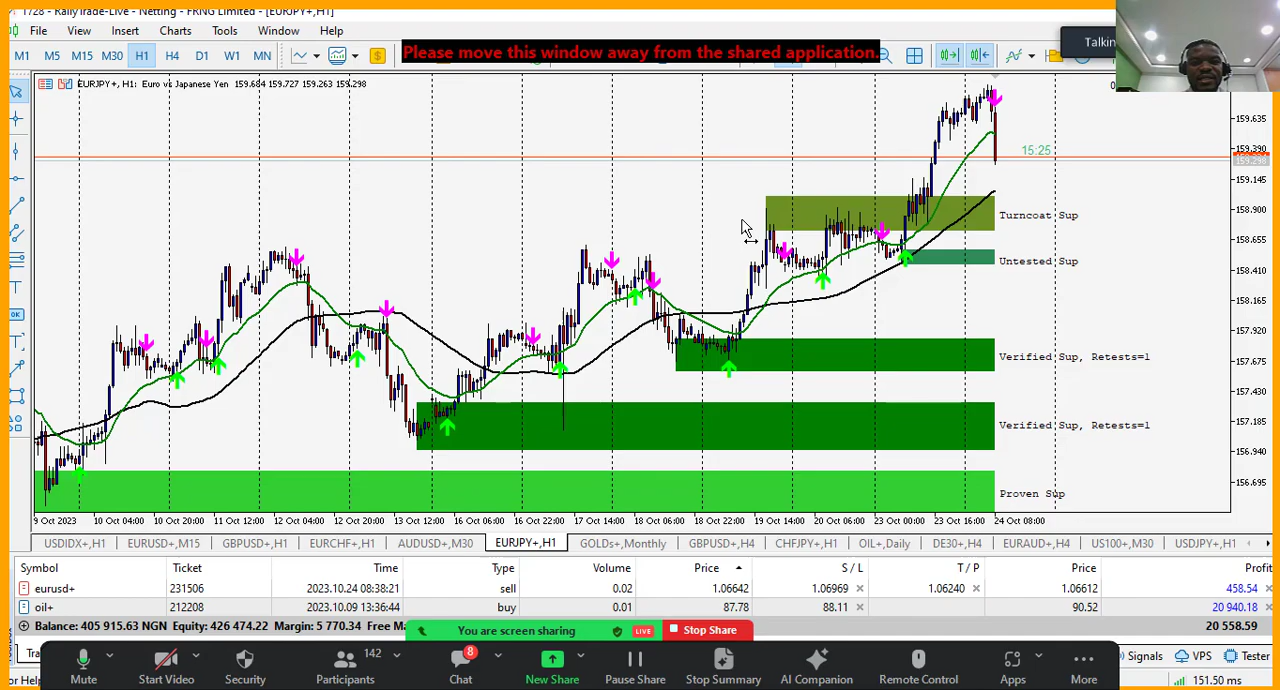 1728 - RallyTrade-Live - Netting - FRNG Limited - [EURJPY+,H1]
File View Insert Charts Tools Window Help
M1 M5 M15 M30 H1 H4 D1 W1 MN
Please move this window away from the shared application.
Talkin
EURJPY+, H1: Euro vs Japanese Yen 159.684 159.727 159.263 159.298
159.635
159.390
15:25
159.298
159.145
158.900
Turncoat Sup
158.655
Untested Sup
158.410
158.165
157.920
157.675
Verified Sup, Retests=1
157.430
157.185
Verified Sup, Retests=1
156.940
156.695
Proven Sup
9 Oct 2023 10 Oct 04:00 10 Oct 20:00 11 Oct 12:00 12 Oct 04:00 12 Oct 20:00 13 Oct 12:00 16 Oct 06:00 16 Oct 22:00 17 Oct 14:00 18 Oct 06:00 18 Oct 22:00 19 Oct 14:00 20 Oct 06:00 23 Oct 00:00 23 Oct 16:00 24 Oct 08:00
USDIDX+,H1 EURUSD+,M15 GBPUSD+,H1 EURCHF+,H1 AUDUSD+,M30 EURJPY+,H1 GOLDs+,Monthly GBPUSD+,H4 CHFJPY+,H1 OIL+,Daily DE30+,H4 EURAUD+,H4 US100+,M30 USDJPY+,H1
Symbol Ticket Time Type Volume Price S / L T / P Price Profit
eurusd+ 231506 2023.10.24 08:38:21 sell 0.02 1.06642 1.06969 1.06240 1.06612 458.54
oil+ 212208 2023.10.09 13:36:44 buy 0.01 87.78 88.11 90.52 20 940.18
Balance: 405 915.63 NGN Equity: 426 474.22 Margin: 5 770.34 Free Ma 20 558.59
You are screen sharing LIVE Stop Share
Tra Signals VPS Tester
8
142
Mute Start Video Security Participants Chat New Share Pause Share Stop Summary AI Companion Remote Control Apps More
or Help 151.50 ms